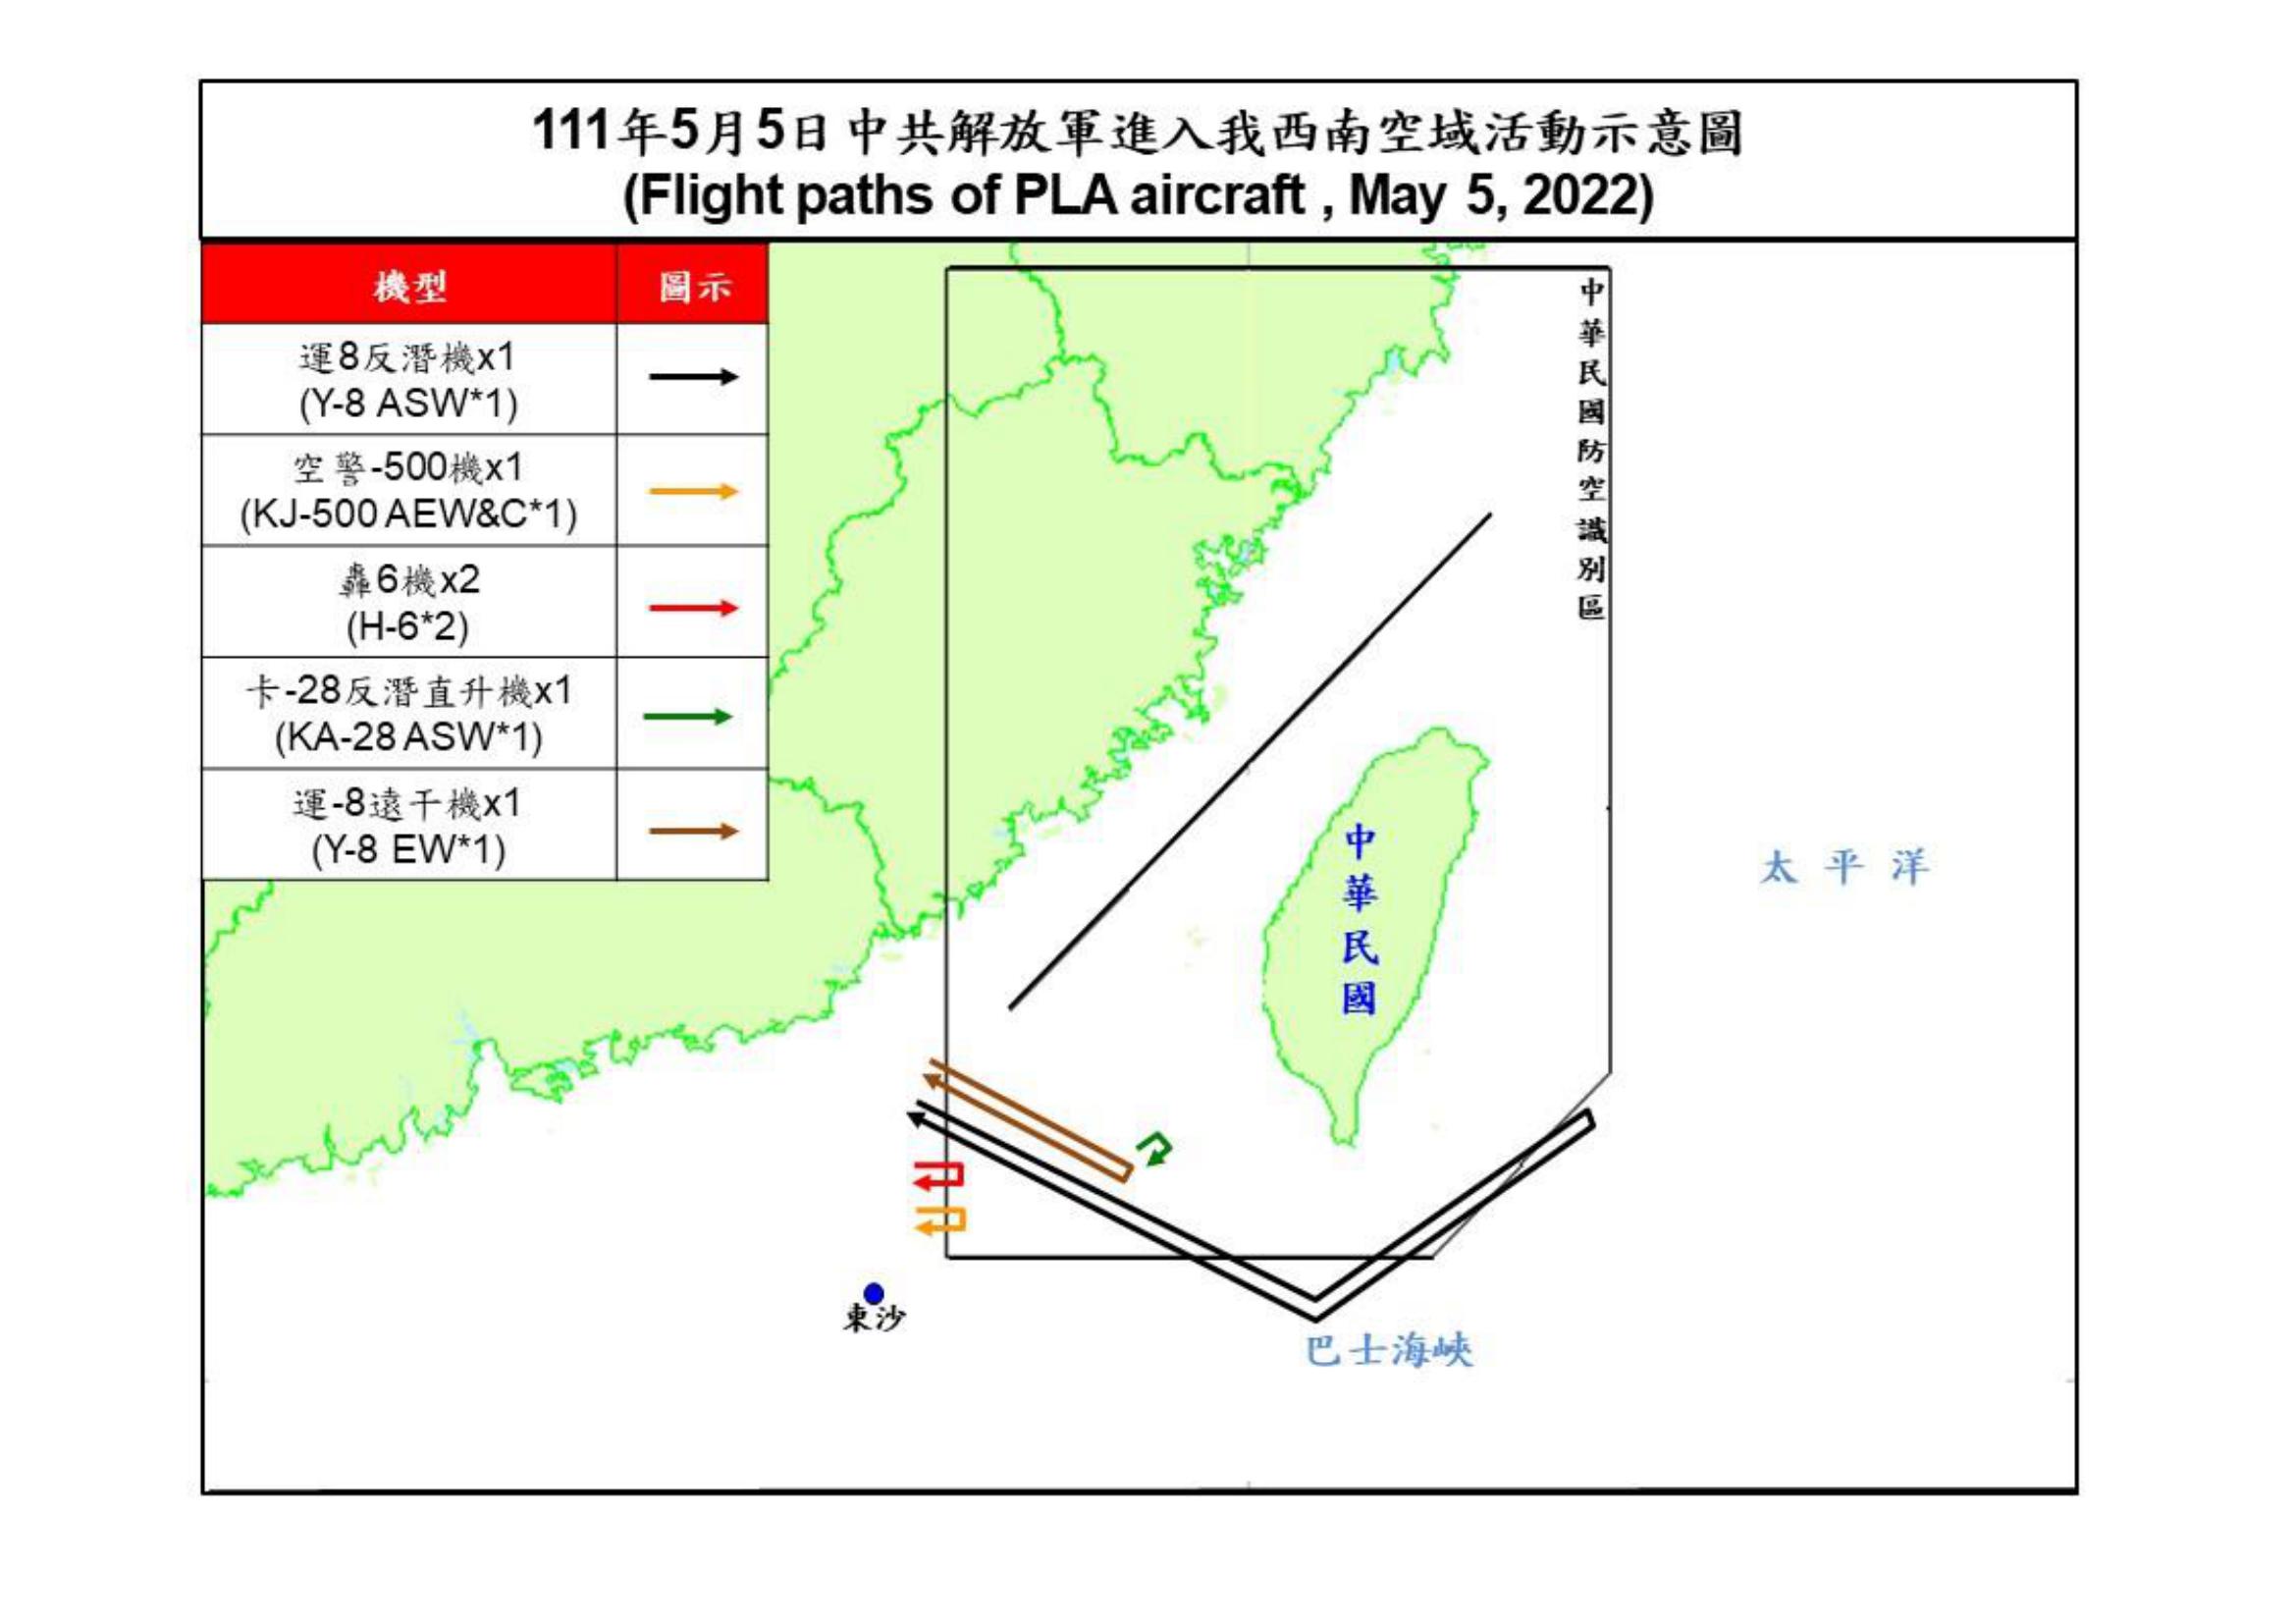 111年5月5日中共解放軍進入我西南空域活動示意圖
(Flight paths of PLA aircraft , May 5, 2022)
機型
圖示
運8反潛機x1
(Y-8 ASW*1)
空警-500機x1
(KJ-500 AEW&C*1)
轟6機x2
(H-6*2)
卡-28反潛直升機x1
(KA-28 ASW*1)
運-8遠干機x1
(Y-8 EW*1)
中華民國防空識別區
中華民國
太平洋
東沙
巴士海峽